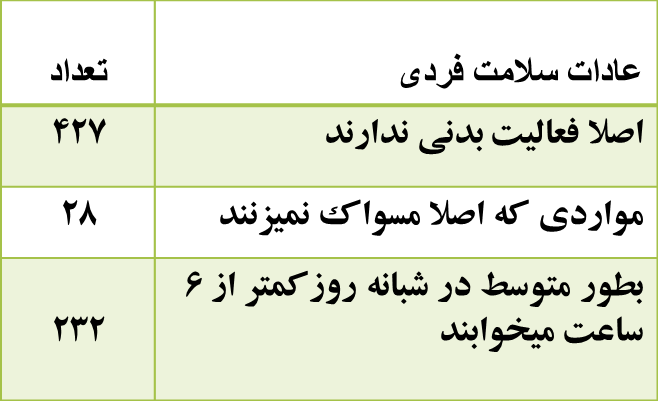 عادات سلامت فردی	تعداد
اصلا فعالیت بدنی ندارند	۴۲۷
مواردی که اصلا مسواک نمیزنند	۲۸
بطور متوسط در شبانه روز کمتر از ۶
ساعت میخوابند	۲۳۲